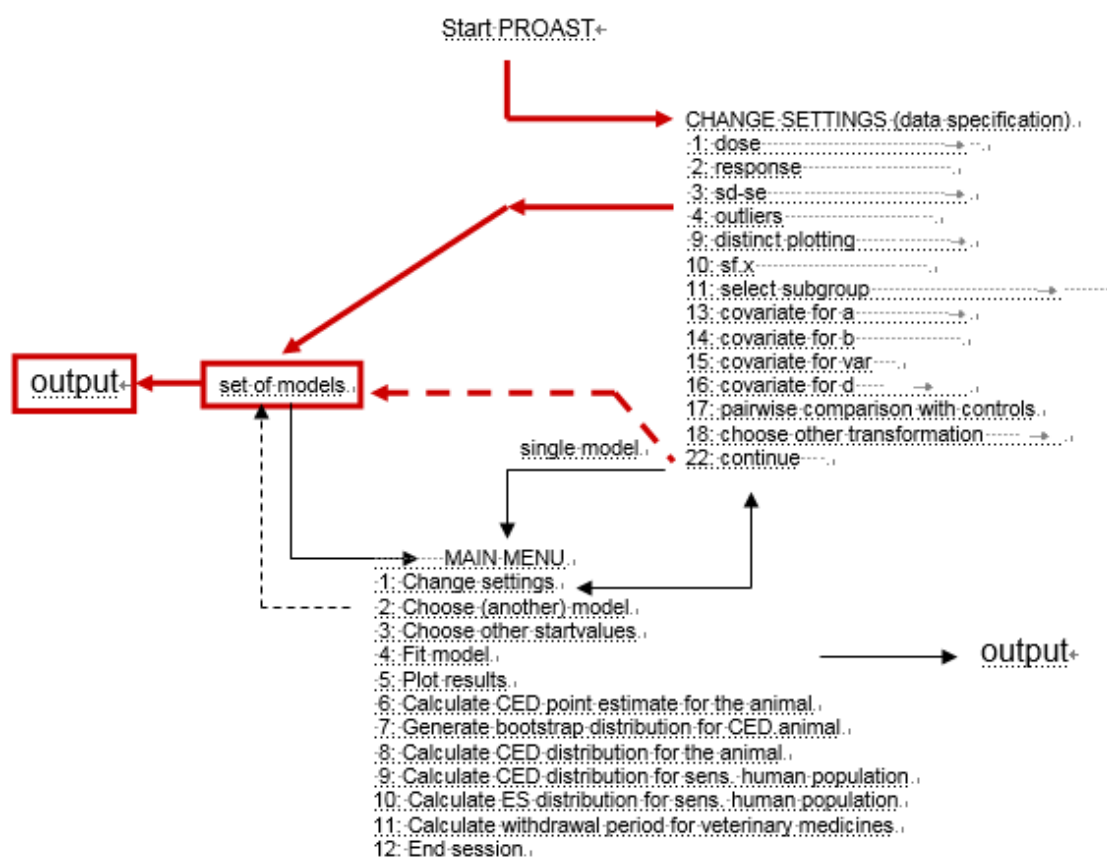 Start PROAST
CHANGE SETTINGS (data specification)
1: dose
2: response
3: sd-se
4: outliers
9: distinct plotting
10: sf.x
11: select subgroup
13: covariate for a
14: covariate for b
15: covariate for var
16: covariate for d
17: pairwise comparison with controls
18: choose other transformation
22: continue
output
set of models
single model
MAIN MENU
1: Change settings
2: Choose (another) model
3: Choose other startvalues
4: Fit model
5: Plot results
6: Calculate CED point estimate for the animal
7: Generate bootstrap distribution for CED.animal
8: Calculate CED distribution for the animal
9: Calculate CED distribution for sens. human population
10: Calculate ES distribution for sens. human population
11: Calculate withdrawal period for veterinary medicines
12: End session
output